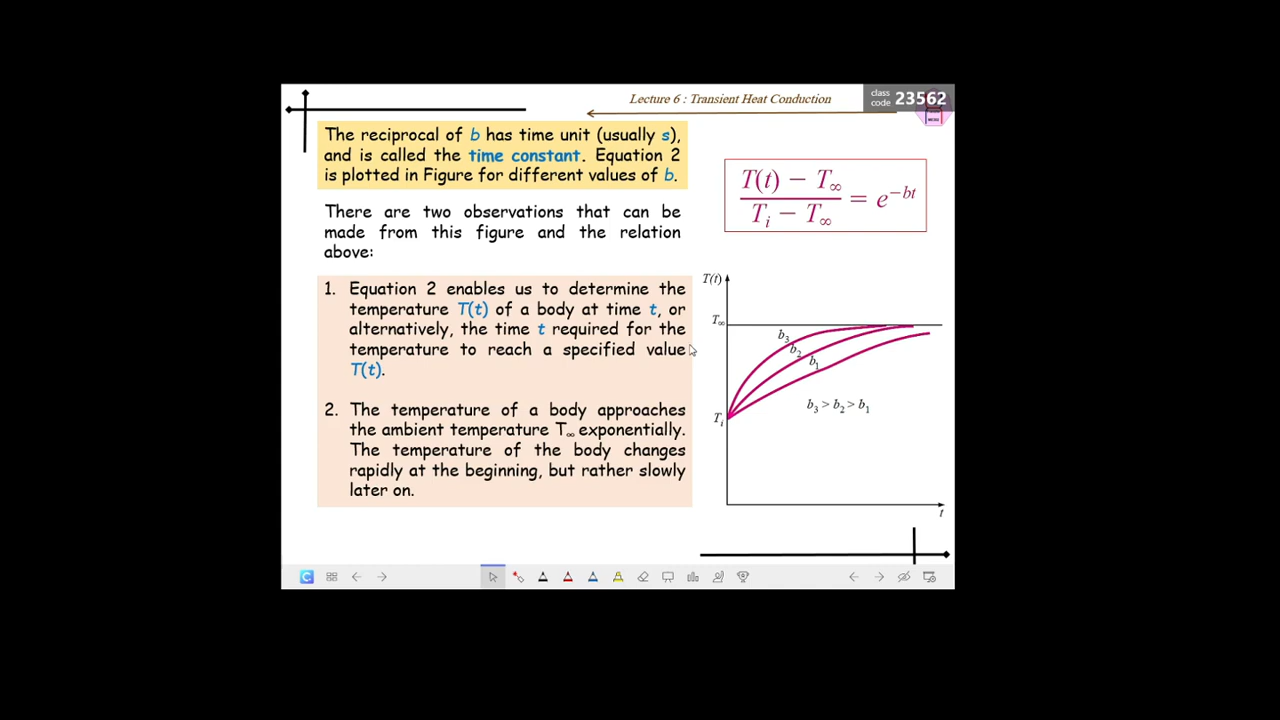 Lecture 6 : Transient Heat Conduction
class
code 23562
The reciprocal of b has time unit (usually s),
and is called the time constant. Equation 2
is plotted in Figure for different values of b.
There are two observations that can be
made from this figure and the relation
above:
1. Equation 2 enables us to determine the
temperature T(t) of a body at time t, or
alternatively, the time t required for the
temperature to reach a specified value
T(t).
2. The temperature of a body approaches
the ambient temperature T∞ exponentially.
The temperature of the body changes
rapidly at the beginning, but rather slowly
later on.
T(t) − T∞
Ti − T∞
= e^−bt
T(t)
T∞
b3
b2
b1
b3 > b2 > b1
Ti
t